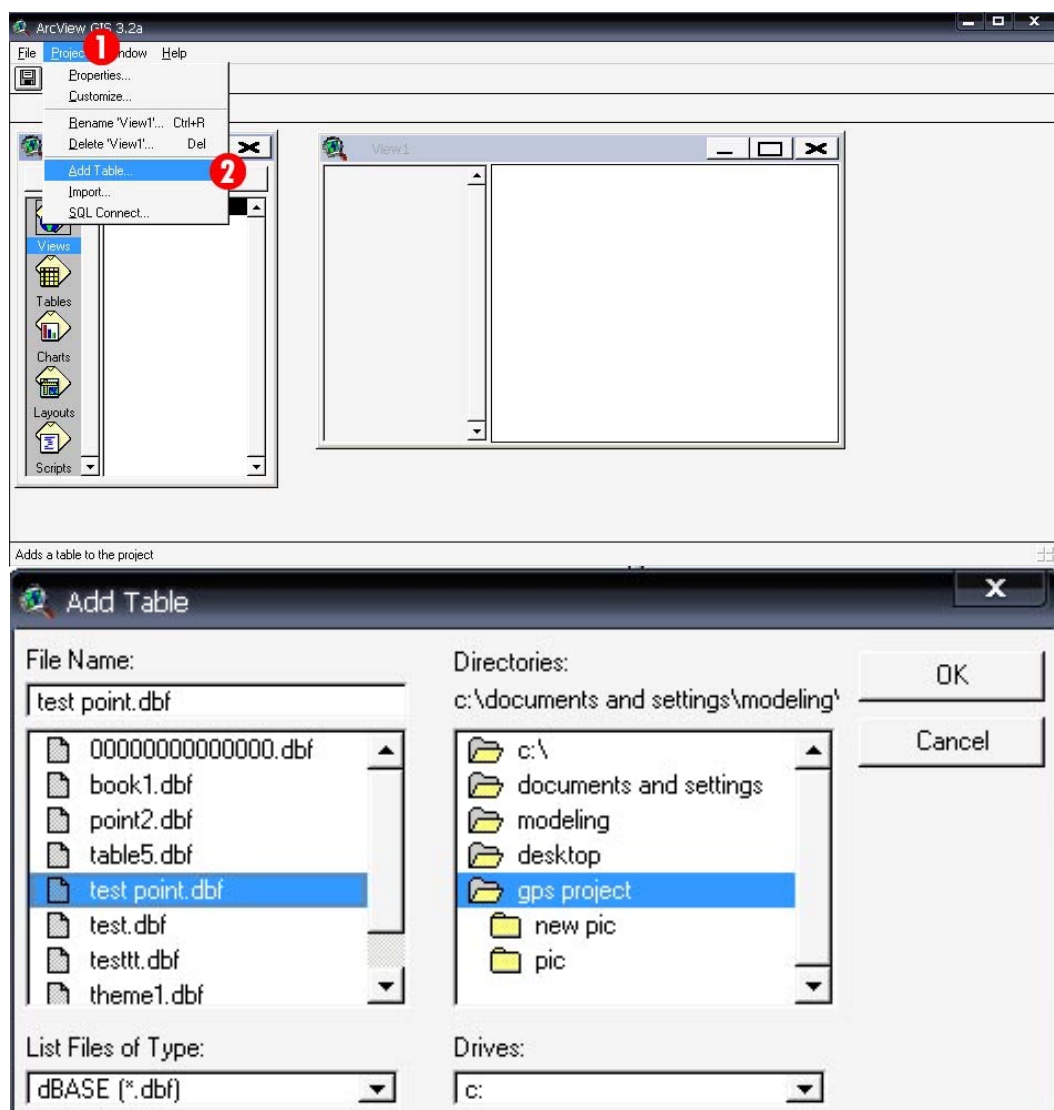 ArcView GIS 3.2a
File Project Window Help
1
Properties...
Customize...
Rename 'View1'... Ctrl+R
Delete 'View1'... Del
Add Table...
2
Import...
SQL Connect...
View1
Views
Tables
Charts
Layouts
Scripts
Adds a table to the project
Add Table
File Name:
test point.dbf
00000000000000.dbf
book1.dbf
point2.dbf
table5.dbf
test point.dbf
test.dbf
testtt.dbf
theme1.dbf
List Files of Type:
dBASE (*.dbf)
Directories:
c:\documents and settings\modeling\
c:\
documents and settings
modeling
desktop
gps project
new pic
pic
Drives:
c:
OK
Cancel